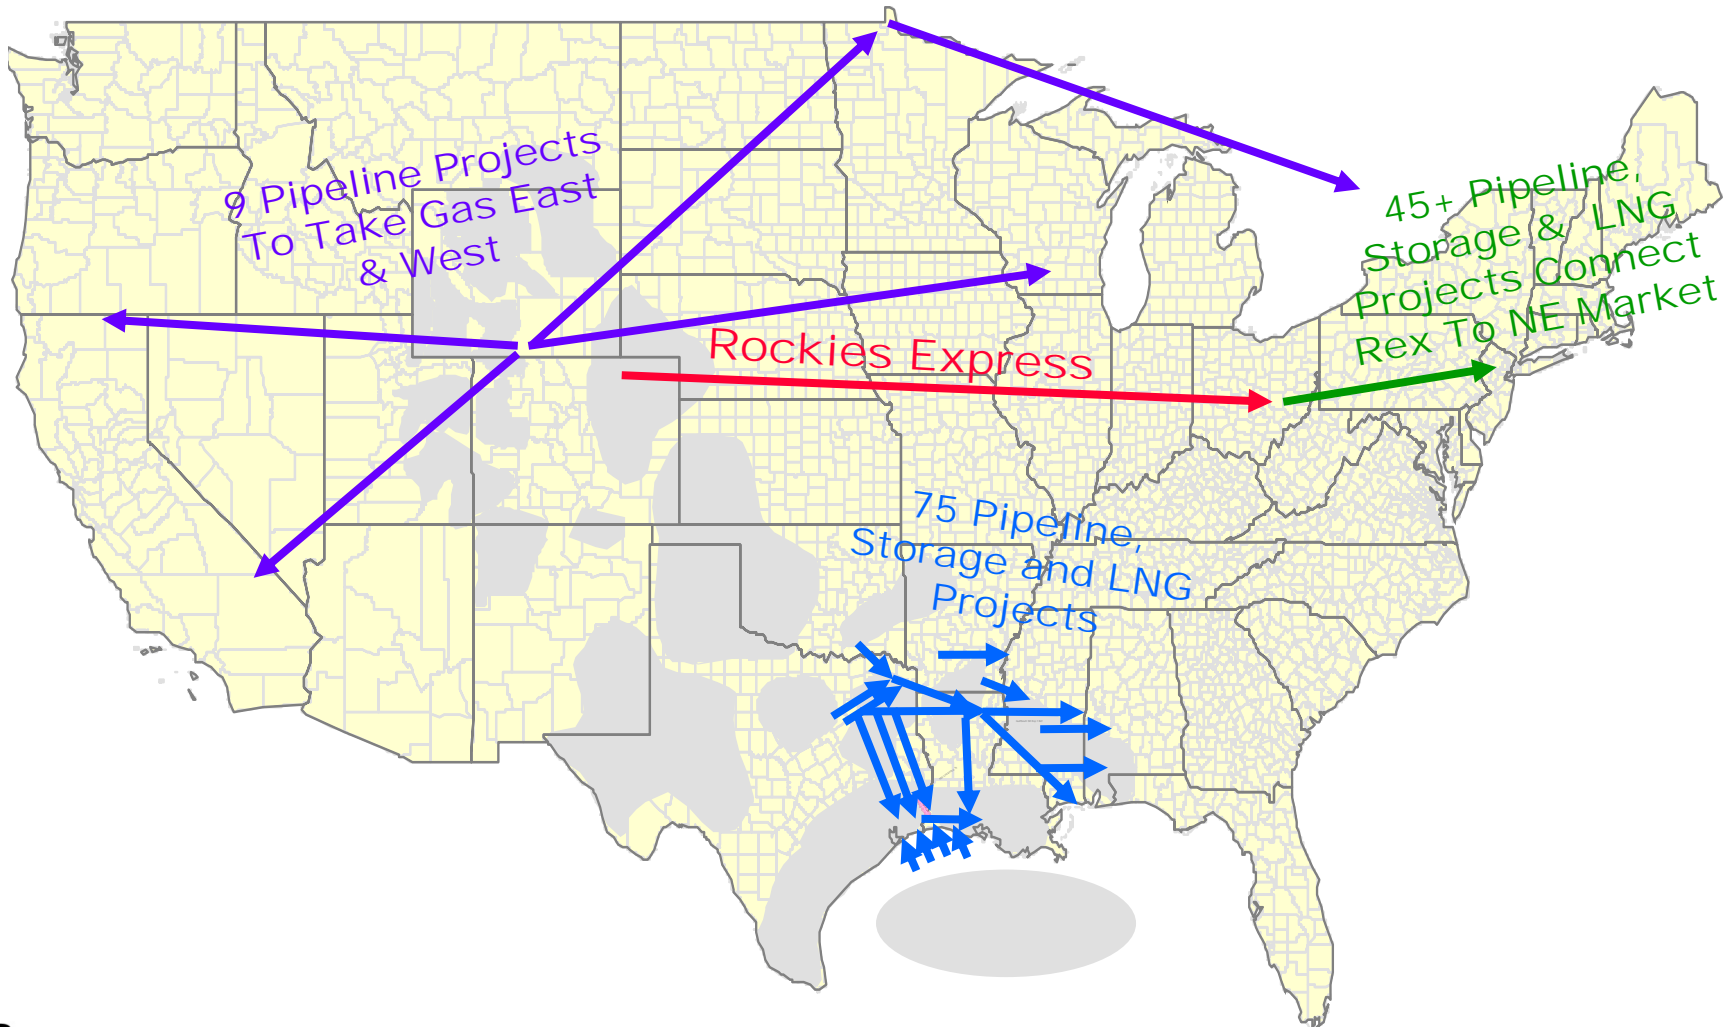 9 Pipeline Projects
To Take Gas East
& West
45+ Pipeline,
Storage & LNG
Projects Connect
Rex To NE Market
Rockies Express
75 Pipeline,
Storage and LNG
Projects